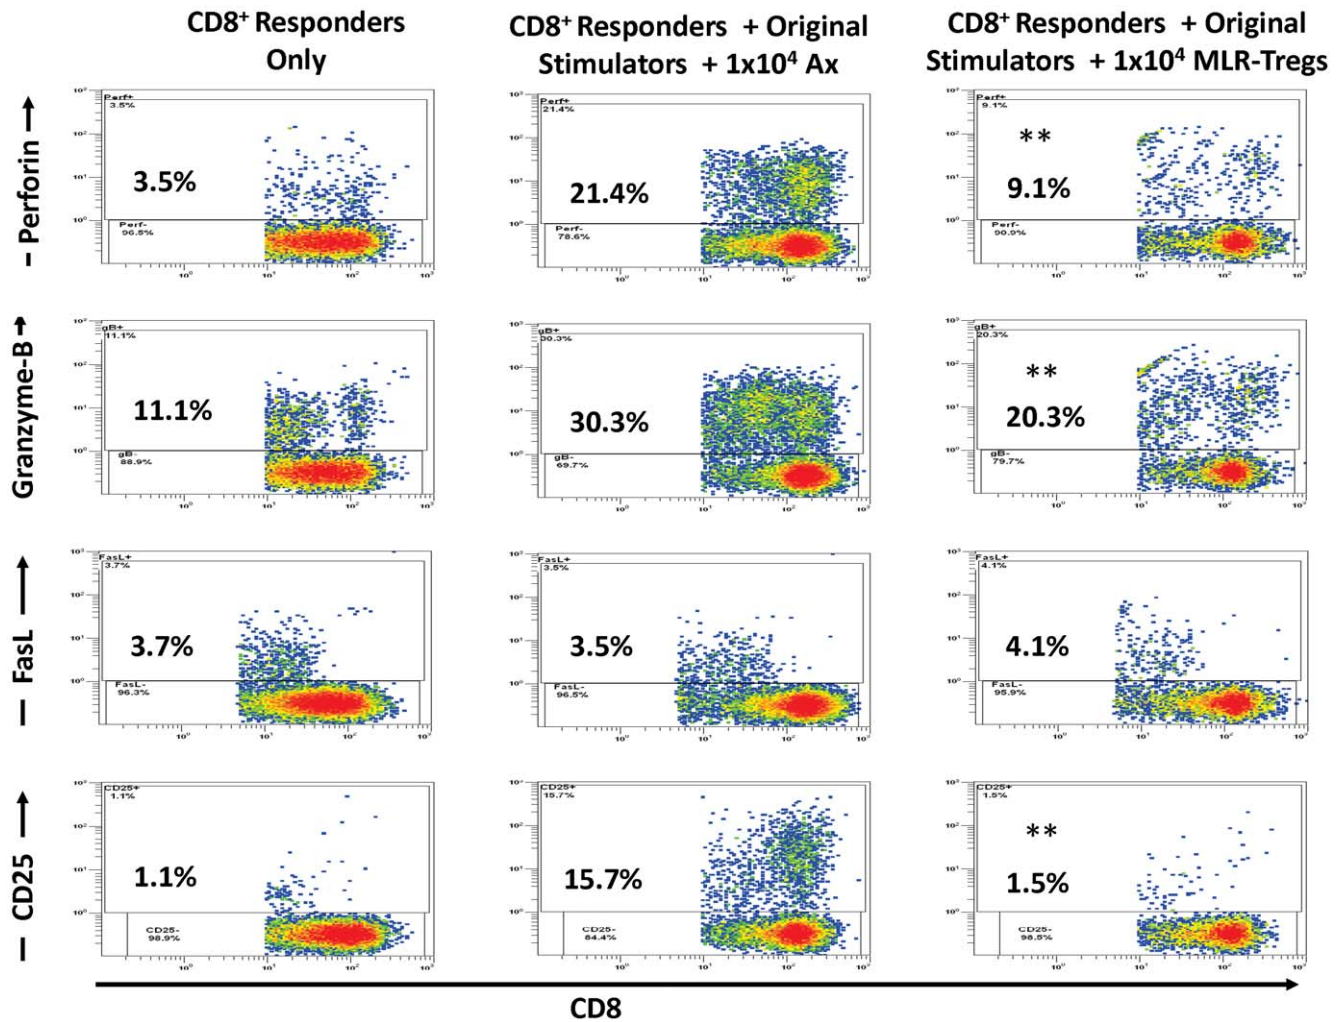 CD8⁺ Responders
Only
CD8⁺ Responders + Original
Stimulators + 1x10⁴ Ax
CD8⁺ Responders + Original
Stimulators + 1x10⁴ MLR-Tregs
– Perforin →
Perf+
3.5%
3.5%
Perf-
96.5%
Perf+
21.4%
21.4%
Perf-
78.6%
Perf+
9.1%
**
9.1%
Perf-
90.9%
Granzyme-B →
gB+
11.1%
11.1%
gB-
88.9%
gB+
30.3%
30.3%
gB-
69.7%
gB+
20.3%
**
20.3%
gB-
79.7%
— FasL →
FasL+
3.7%
3.7%
FasL-
96.3%
FasL+
3.5%
3.5%
FasL-
96.5%
FasL+
4.1%
4.1%
FasL-
95.9%
— CD25 →
CD25+
1.1%
1.1%
CD25-
98.9%
CD25+
15.7%
15.7%
CD25-
84.4%
CD25+
1.5%
**
1.5%
CD25-
98.5%
CD8